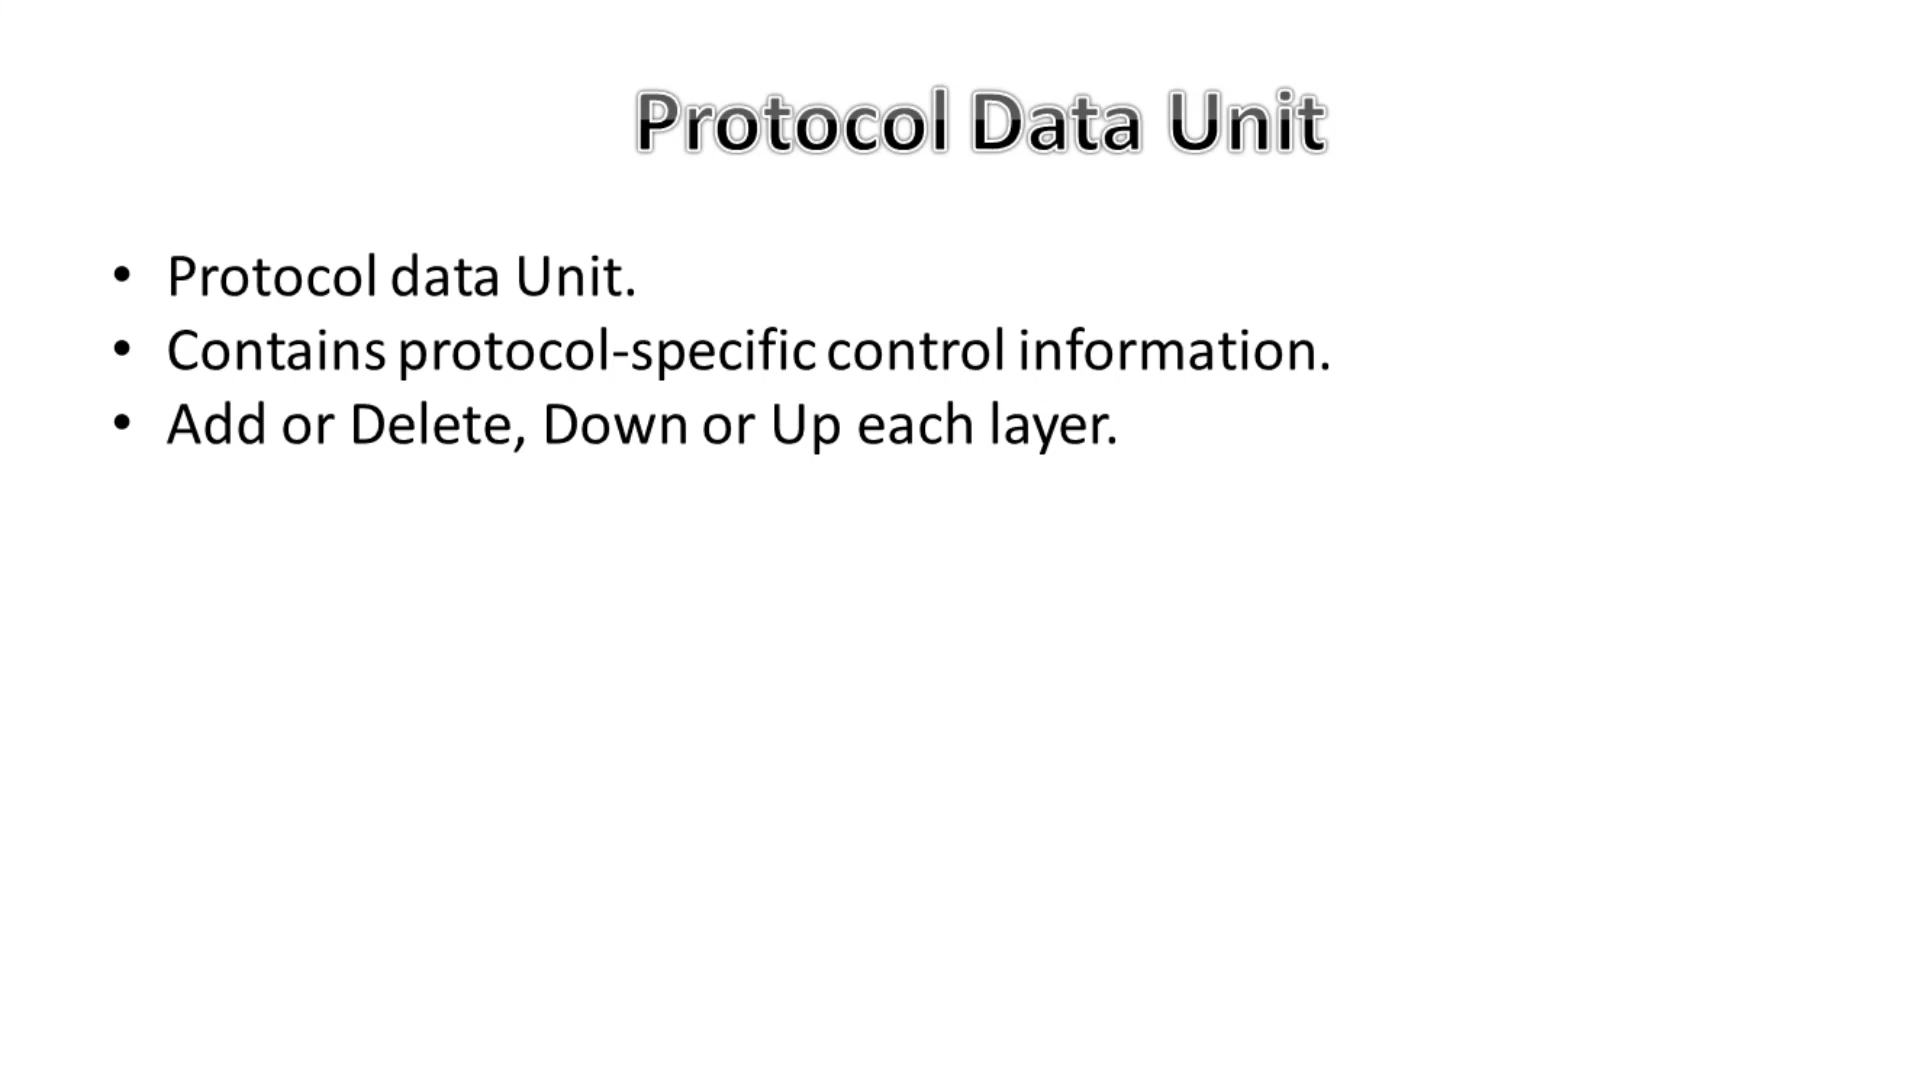 Protocol Data Unit
• Protocol data Unit.
• Contains protocol-specific control information.
• Add or Delete, Down or Up each layer.